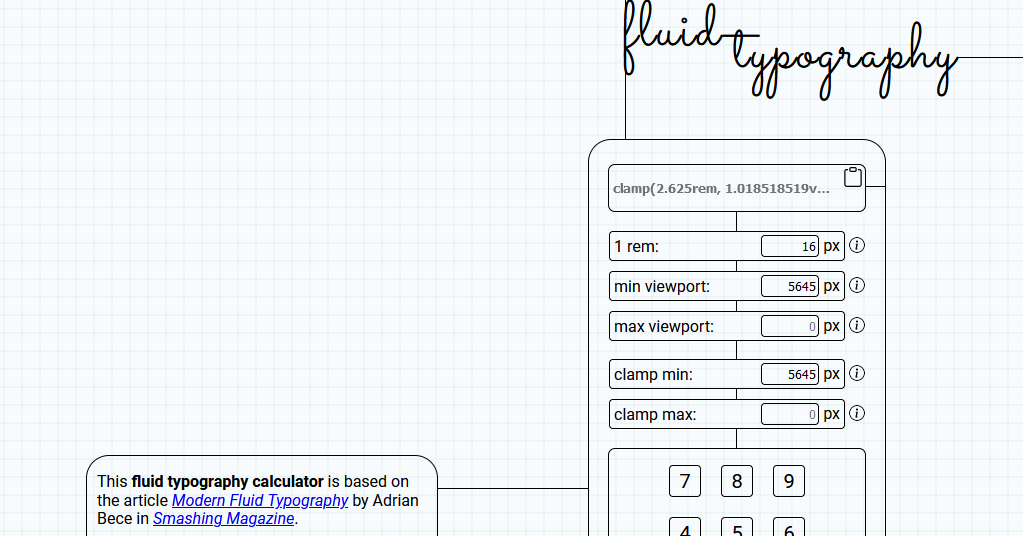 fluid
typography
clamp(2.625rem, 1.018518519v...
1 rem: 16 px i
min viewport: 5645 px i
max viewport: 0 px i
clamp min: 5645 px i
clamp max: 0 px i
7 8 9
4 5 6
This fluid typography calculator is based on
the article Modern Fluid Typography by Adrian
Bece in Smashing Magazine.